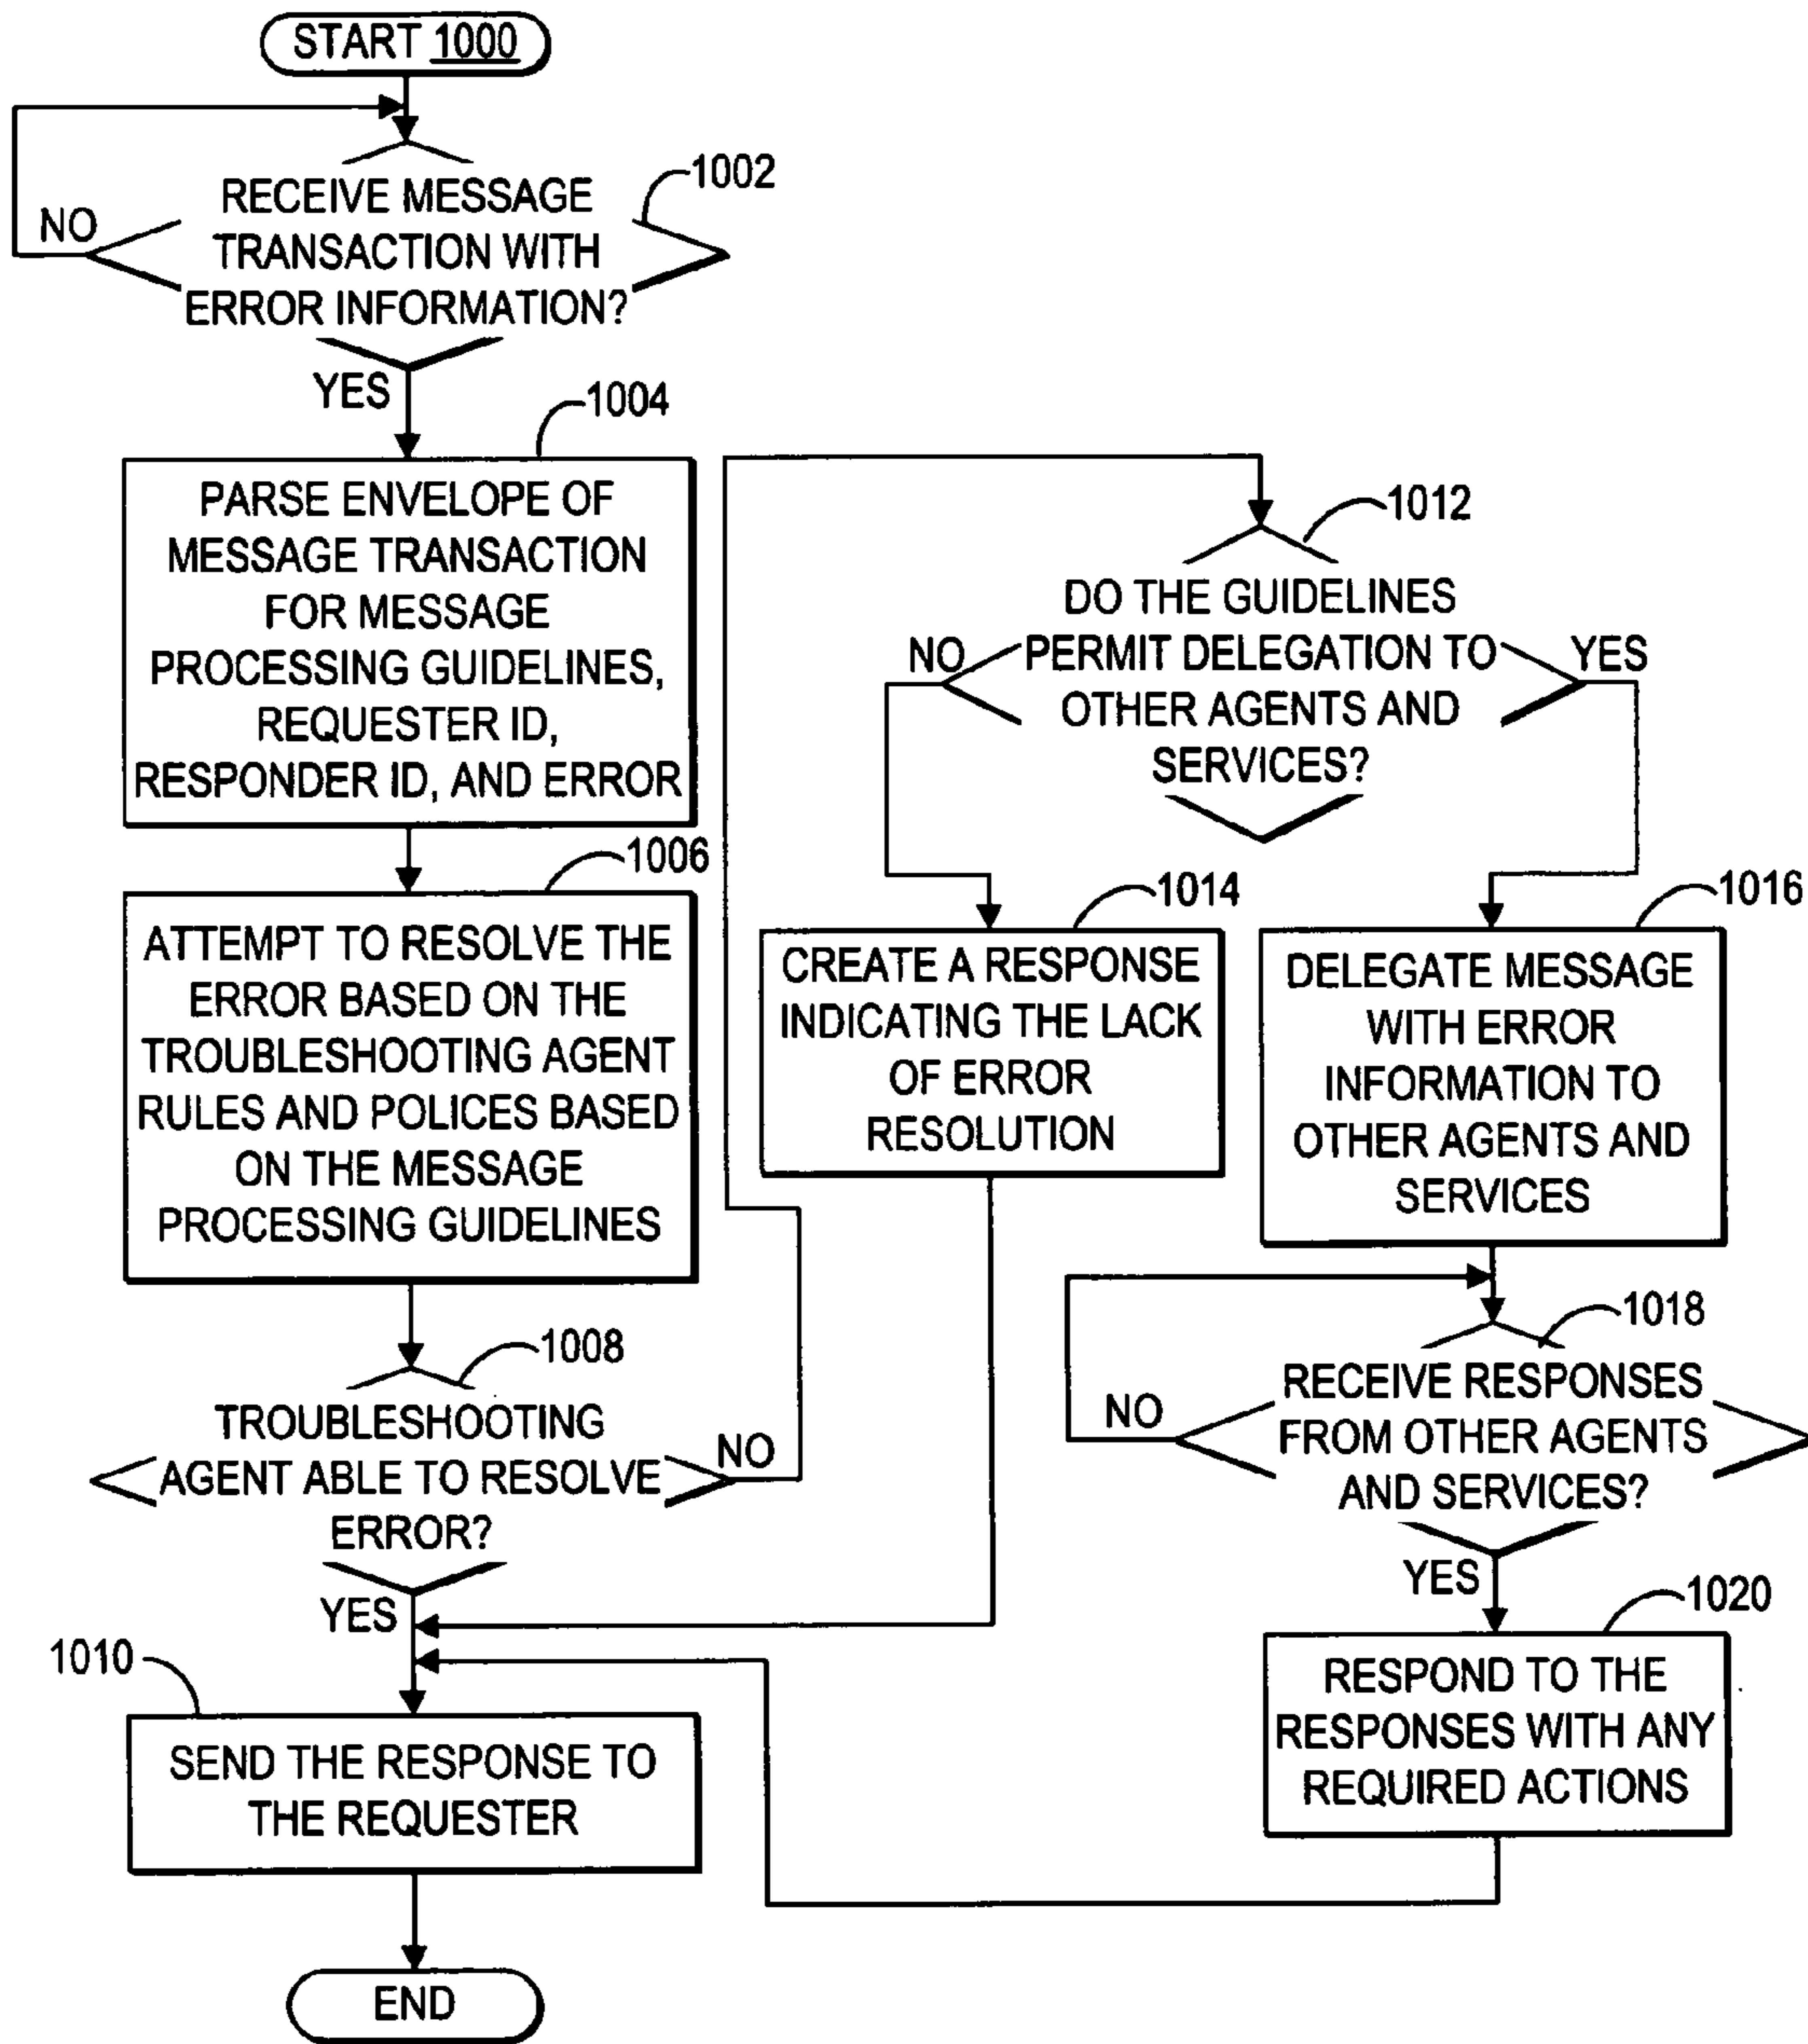 START 1000
1002
RECEIVE MESSAGE
TRANSACTION WITH
ERROR INFORMATION?
NO
YES
1004
PARSE ENVELOPE OF
MESSAGE TRANSACTION
FOR MESSAGE
PROCESSING GUIDELINES,
REQUESTER ID,
RESPONDER ID, AND ERROR
1006
ATTEMPT TO RESOLVE THE
ERROR BASED ON THE
TROUBLESHOOTING AGENT
RULES AND POLICES BASED
ON THE MESSAGE
PROCESSING GUIDELINES
1008
TROUBLESHOOTING
AGENT ABLE TO RESOLVE
ERROR?
NO
YES
1010
SEND THE RESPONSE TO
THE REQUESTER
END
1012
DO THE GUIDELINES
PERMIT DELEGATION TO
OTHER AGENTS AND
SERVICES?
NO
YES
1014
CREATE A RESPONSE
INDICATING THE LACK
OF ERROR
RESOLUTION
1016
DELEGATE MESSAGE
WITH ERROR
INFORMATION TO
OTHER AGENTS AND
SERVICES
1018
RECEIVE RESPONSES
FROM OTHER AGENTS
AND SERVICES?
NO
YES
1020
RESPOND TO THE
RESPONSES WITH ANY
REQUIRED ACTIONS